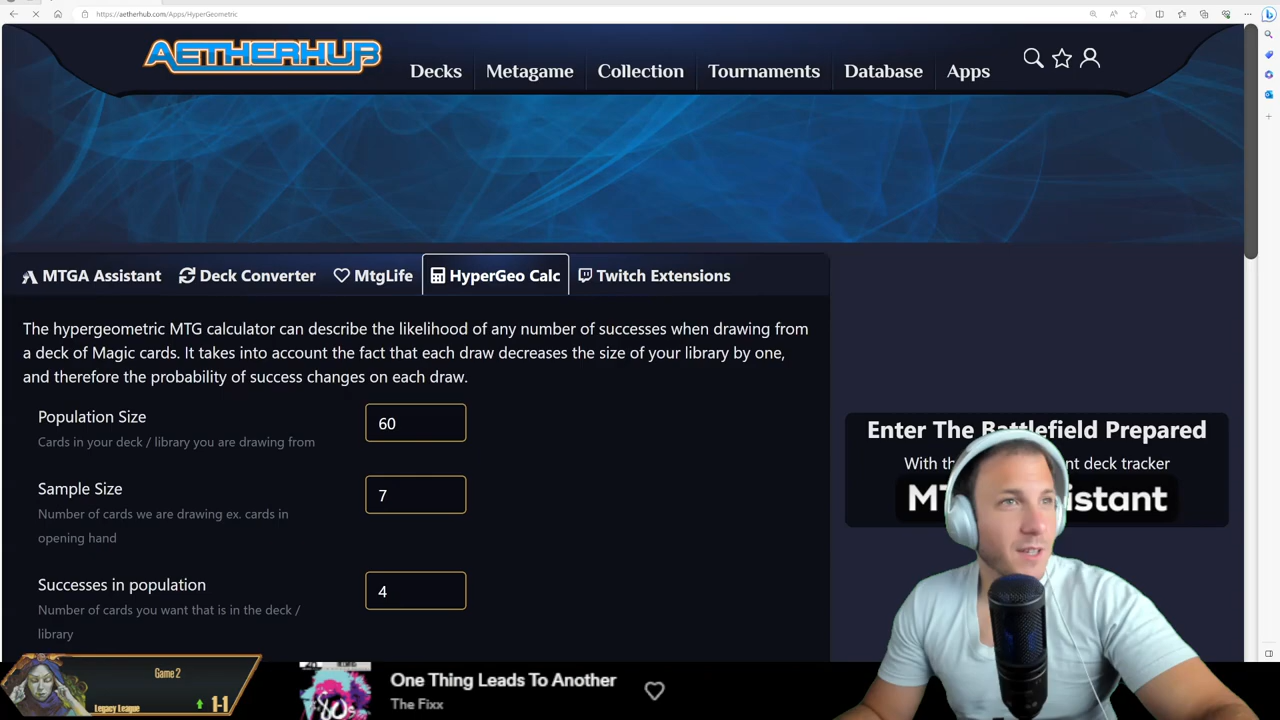 https://aetherhub.com/Apps/HyperGeometric
AETHERHUB
Decks
Metagame
Collection
Tournaments
Database
Apps
MTGA Assistant
Deck Converter
MtgLife
HyperGeo Calc
Twitch Extensions
The hypergeometric MTG calculator can describe the likelihood of any number of successes when drawing from
a deck of Magic cards. It takes into account the fact that each draw decreases the size of your library by one,
and therefore the probability of success changes on each draw.
Population Size
60
Cards in your deck / library you are drawing from
Sample Size
7
Number of cards we are drawing ex. cards in
opening hand
Successes in population
4
Number of cards you want that is in the deck /
library
Enter The Battlefield Prepared
deck tracker
Game 2
Legacy League
1-1
80s
One Thing Leads To Another
The Fixx